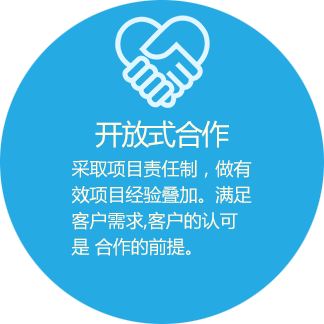 开放式合作
采取项目责任制，做有
效项目经验叠加。满足
客户需求,客户的认可
是 合作的前提。